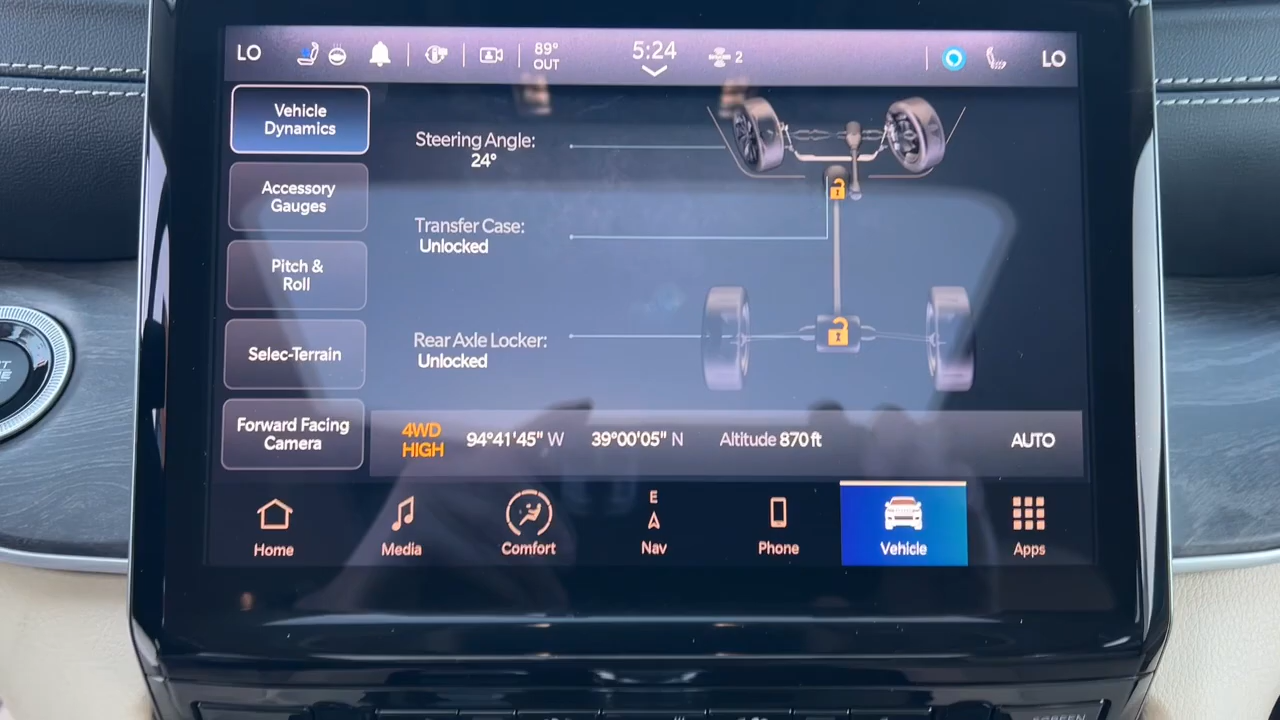 LO
89°
OUT
5:24
2
LO
Vehicle
Dynamics
Accessory
Gauges
Pitch &
Roll
Selec-Terrain
Forward Facing
Camera
Steering Angle:
24°
Transfer Case:
Unlocked
Rear Axle Locker:
Unlocked
4WD
HIGH
94°41'45" W
39°00'05" N
Altitude 870 ft
AUTO
Home
Media
Comfort
E
Nav
Phone
Vehicle
Apps
SCREEN